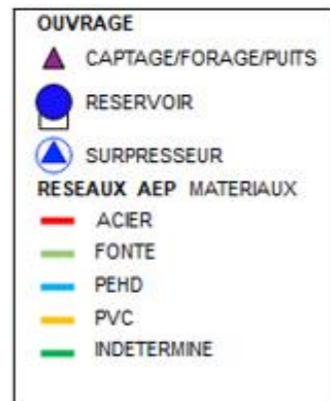 OUVRAGE
CAPTAGE/FORAGE/PUITS
RESERVOIR
SURPRESSEUR
RESEAUX AEP MATERIAUX
ACIER
FONTE
PEHD
PVC
INDETERMINE